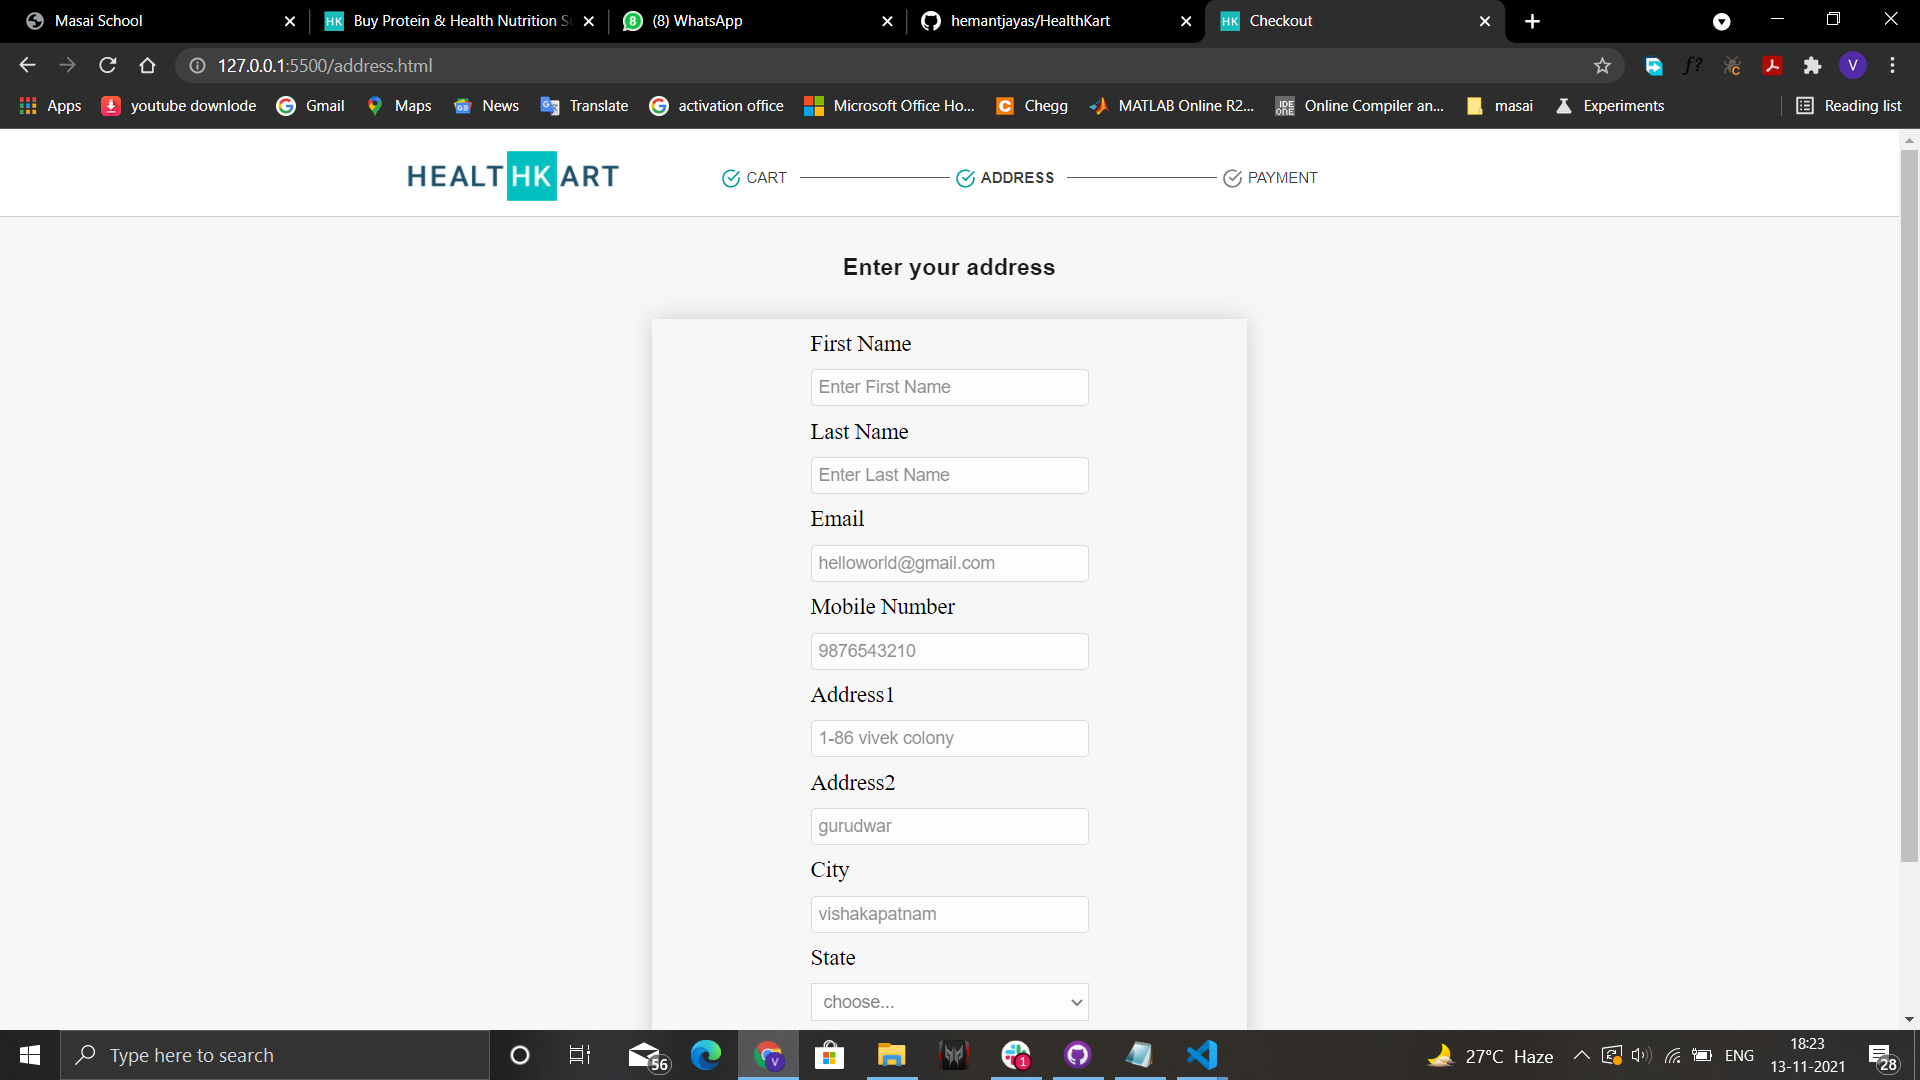 Masai School
HK Buy Protein & Health Nutrition S
8 (8) WhatsApp
hemantjayas/HealthKart
HK Checkout
127.0.0.1:5500/address.html
f?
C
V
Apps
youtube downlode
Gmail
Maps
News
Translate
activation office
Microsoft Office Ho...
Chegg
MATLAB Online R2...
IDE ONE Online Compiler an...
masai
Experiments
Reading list
HEALTHKART
CART
ADDRESS
PAYMENT
Enter your address
First Name
Enter First Name
Last Name
Enter Last Name
Email
helloworld@gmail.com
Mobile Number
9876543210
Address1
1-86 vivek colony
Address2
gurudwar
City
vishakapatnam
State
choose...
Type here to search
56
V
1
27°C Haze
ENG
18:23
13-11-2021
28